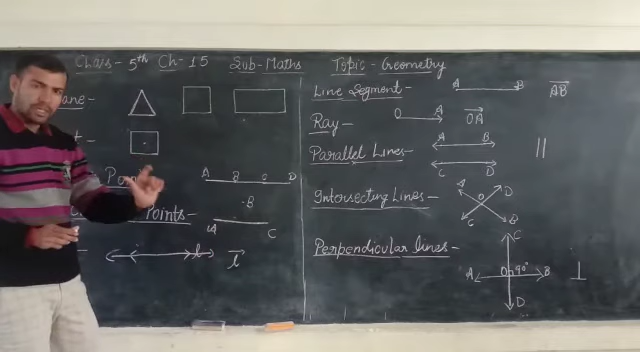 Class - 5th Ch - 15 Sub - Maths Topic - Geometry
ane -
A B C D
Points
.B
A C
l l
Line Segment - A B AB
Ray - O A OA
Parallel Lines - A B
C D
||
Intersecting Lines - A D
O
C B
Perpendicular lines - C
A O 90° B ⊥
D